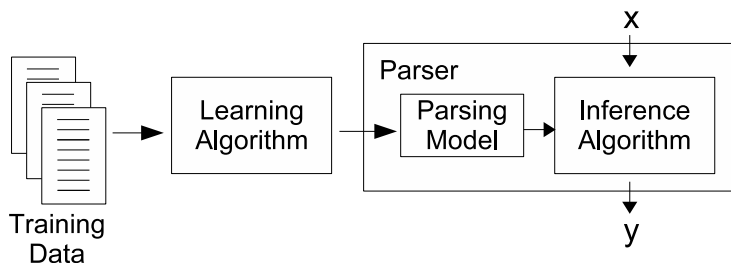 x
Parser
Learning
Algorithm
Parsing
Model
Inference
Algorithm
Training
Data
y